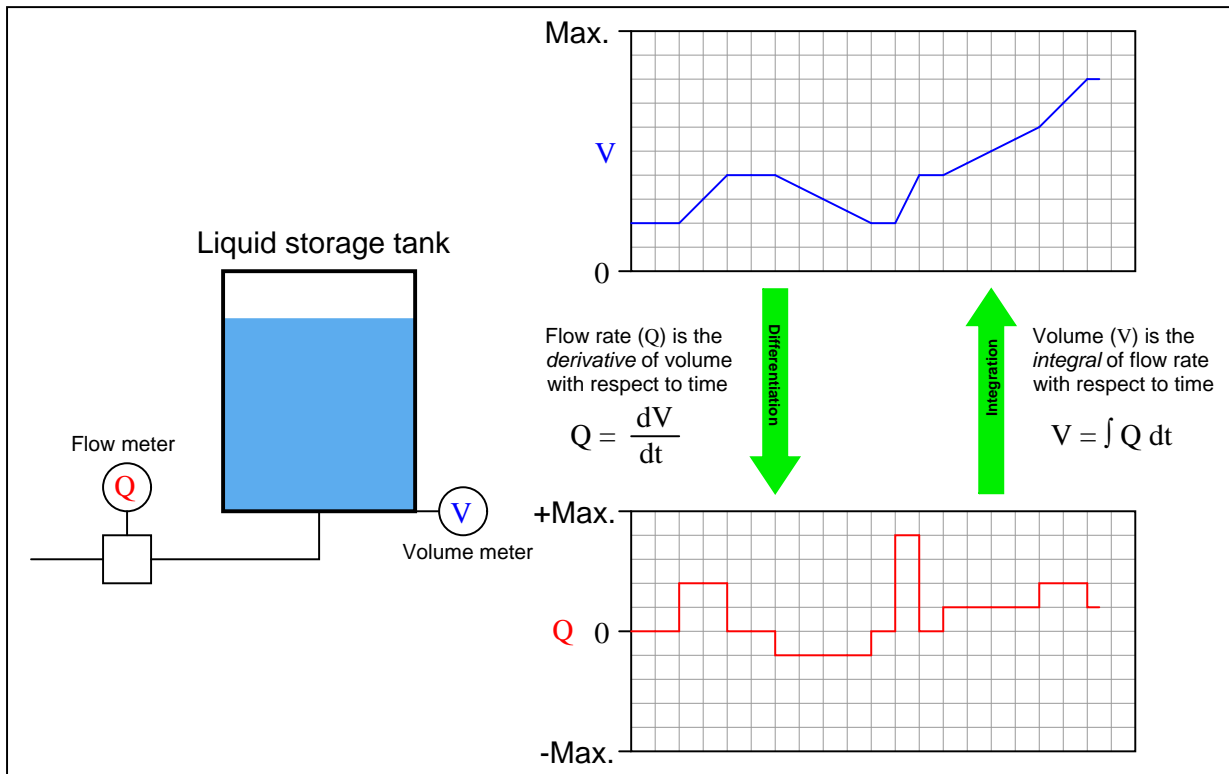 Max.
V
0
Liquid storage tank
Flow meter
Q
V
Volume meter
Flow rate (Q) is the
derivative of volume
with respect to time
Q = dV
dt
Differentiation
Integration
Volume (V) is the
integral of flow rate
with respect to time
V = ∫ Q dt
+Max.
Q 0
-Max.